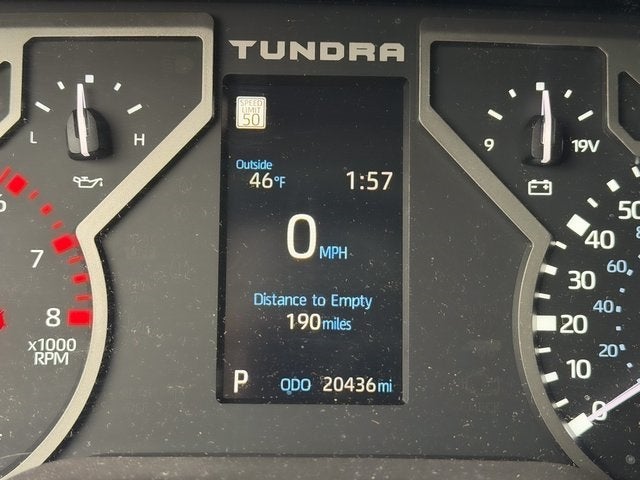 TUNDRA
SPEED
LIMIT
50
Outside
46°F 1:57
0 MPH
Distance to Empty
190 miles
P ODO 20436 mi
L H
9 19V
6
7
8
x1000
RPM
50
40
30
20
10
0
60
40
20